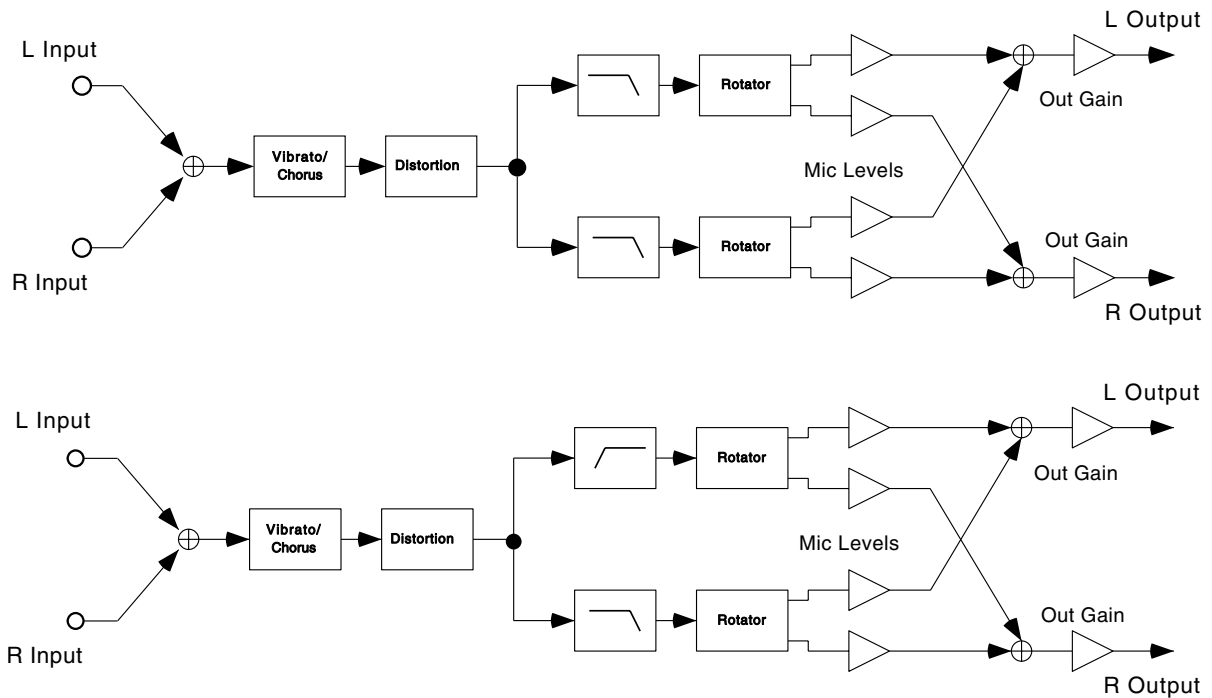 L Output
L Input
Rotator
Out Gain
Vibrato/
Chorus
Distortion
Mic Levels
Rotator
Out Gain
R Input
R Output
L Output
L Input
Rotator
Out Gain
Vibrato/
Chorus
Distortion
Mic Levels
Rotator
Out Gain
R Input
R Output